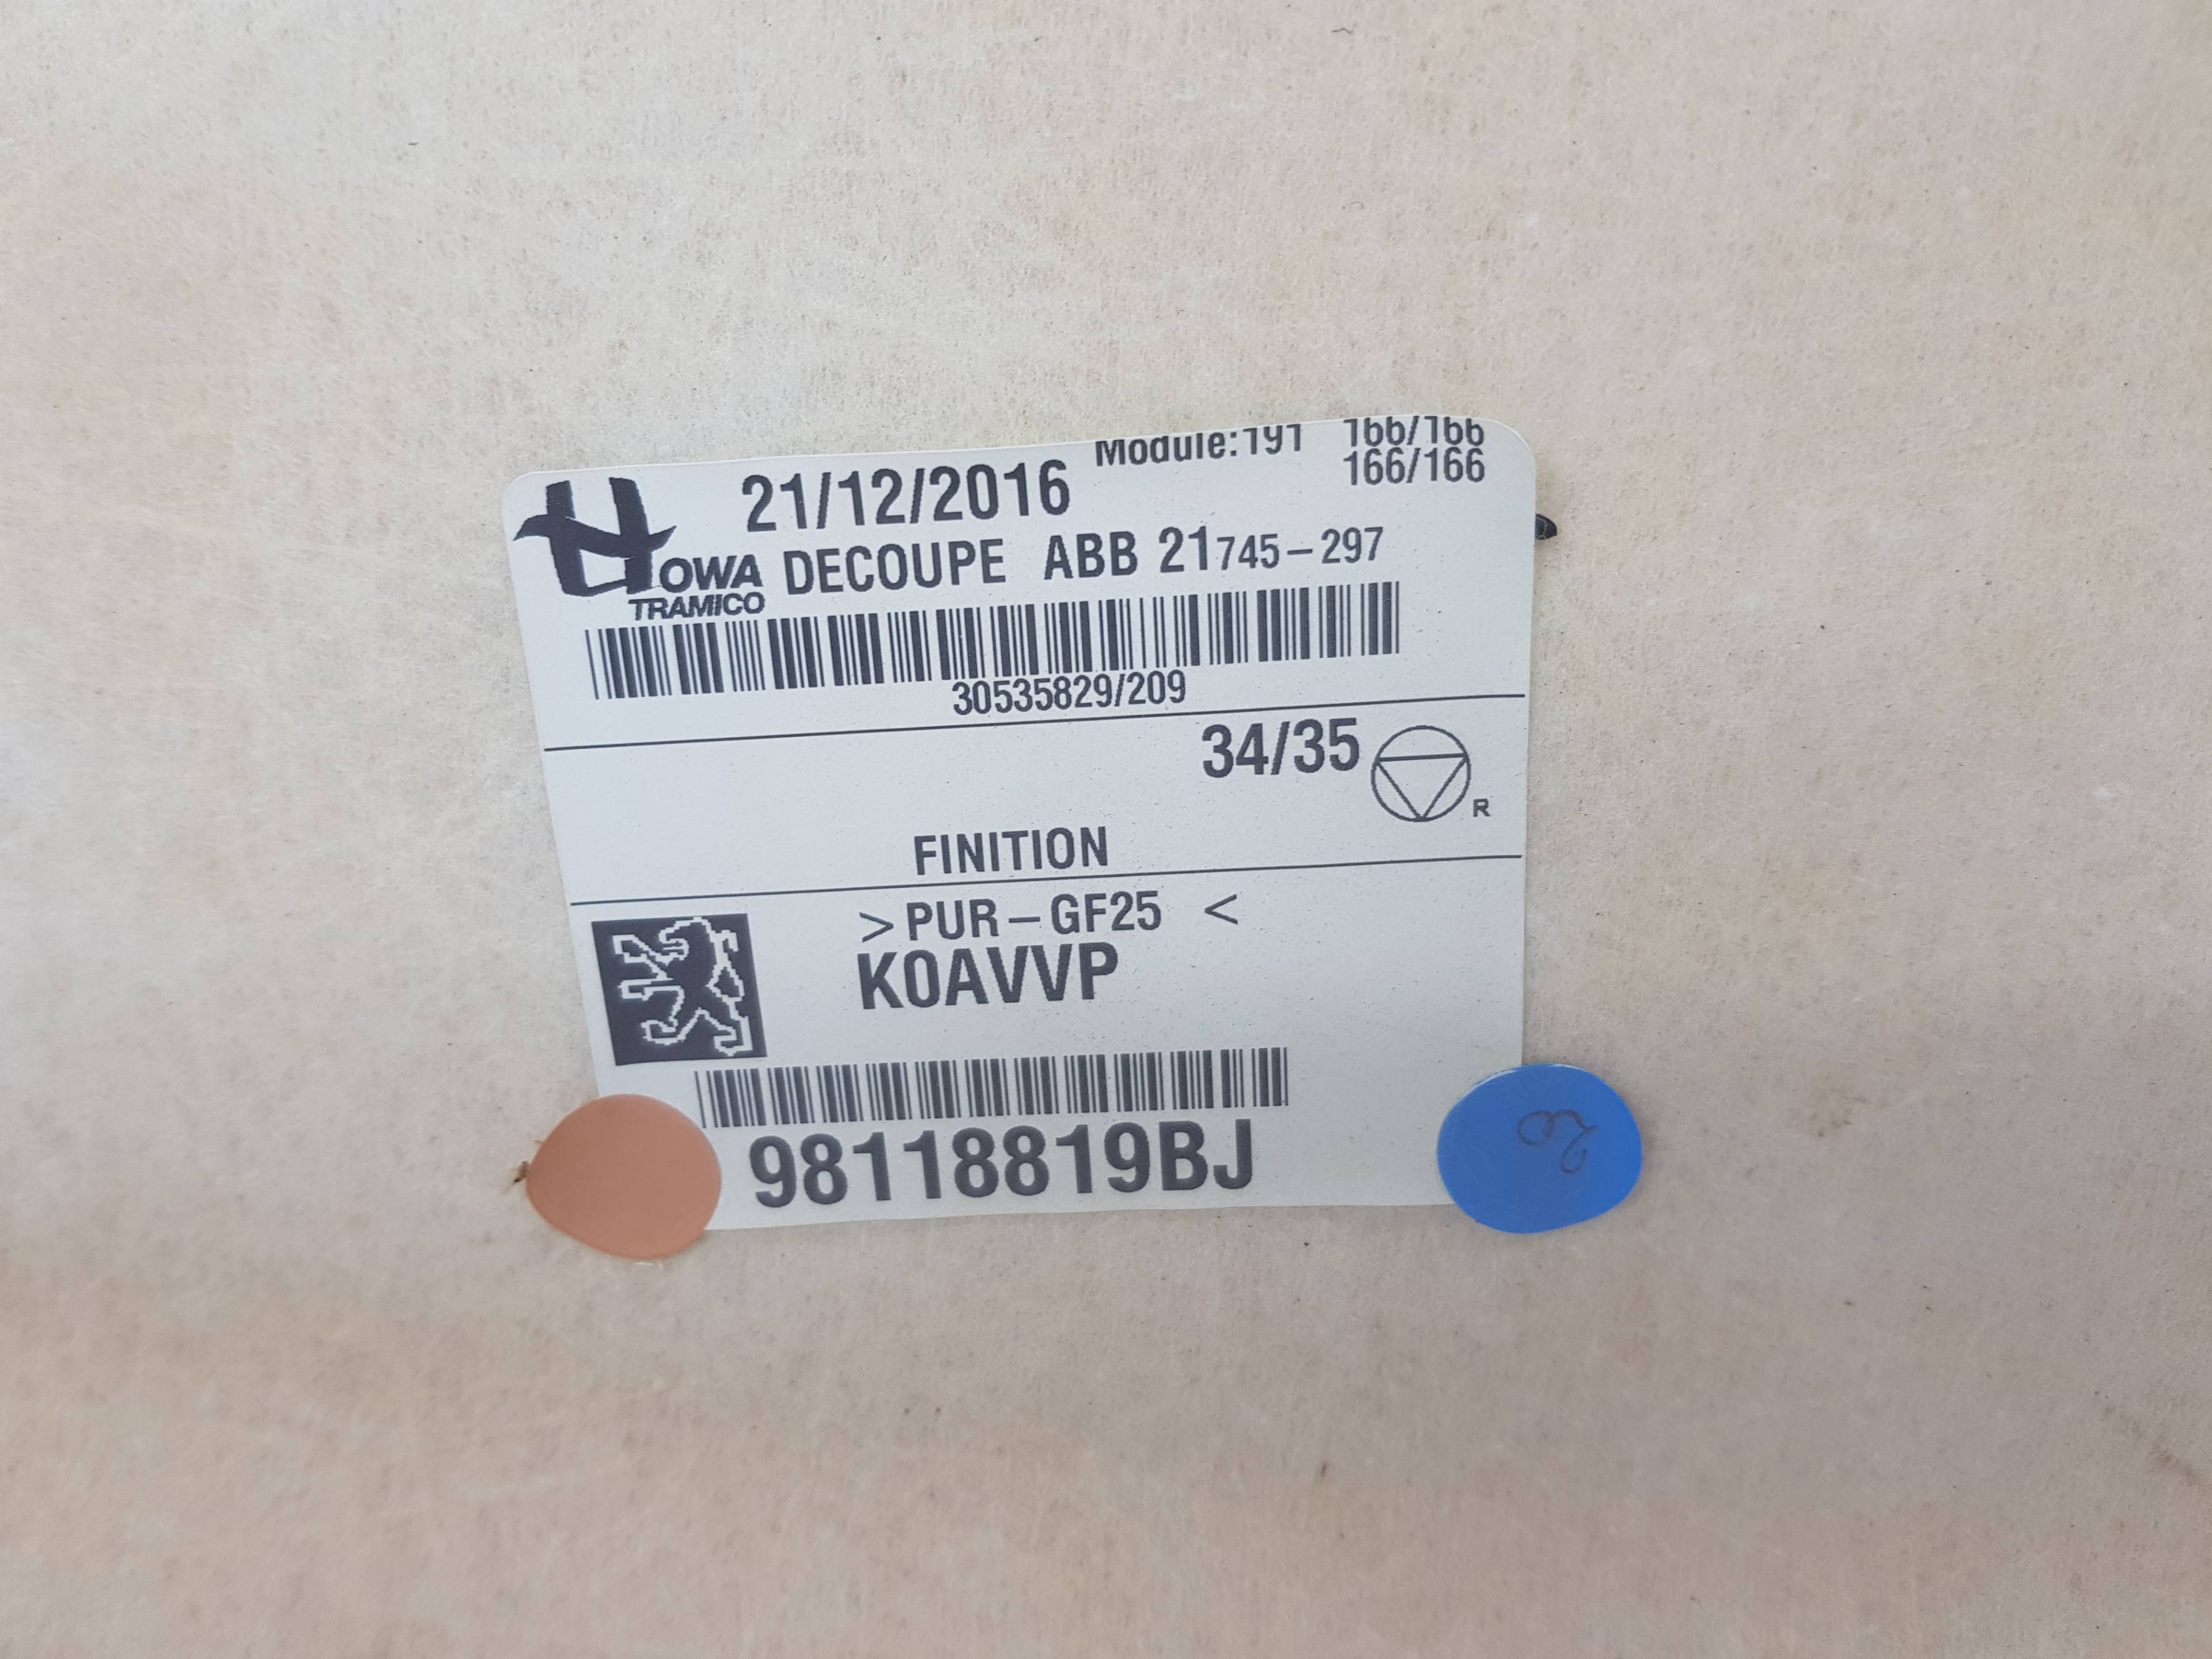 Module:191 166/166
21/12/2016 166/166
HOWA TRAMICO
DECOUPE ABB 21745-297
30535829/209
34/35
R
FINITION
>PUR-GF25 <
K0AVVP
98118819BJ